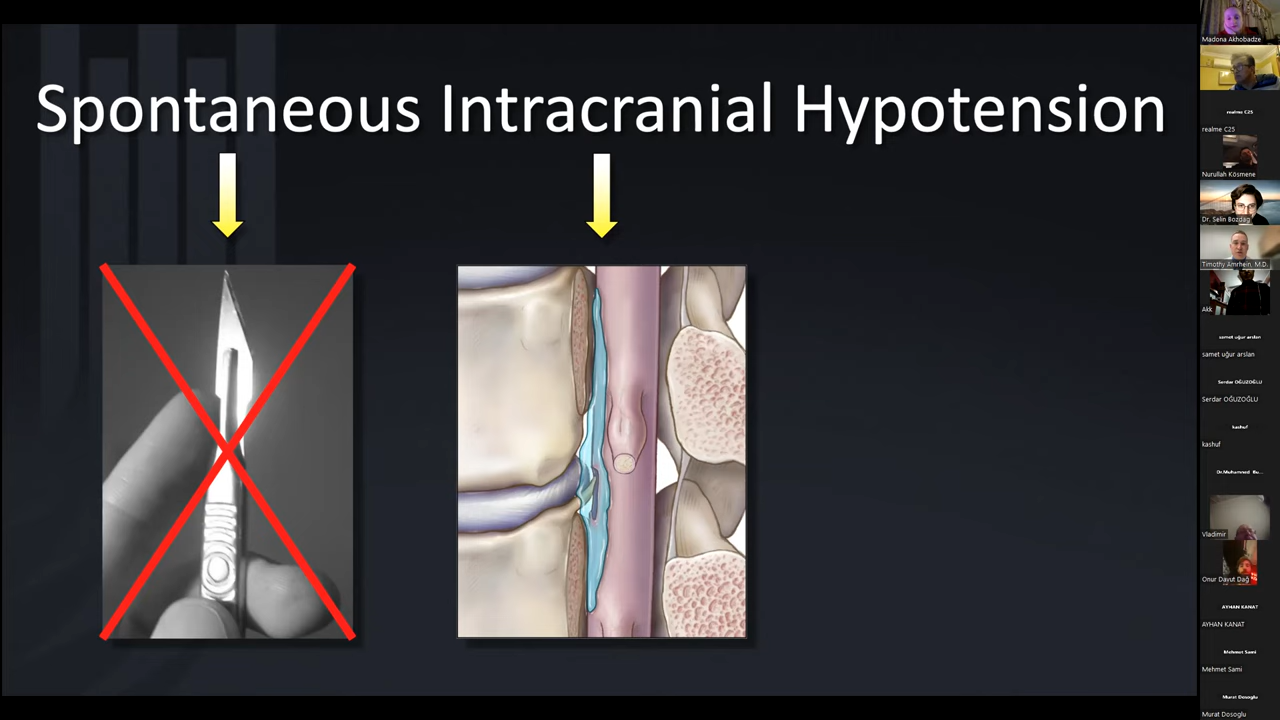 Spontaneous Intracranial Hypotension
Madona Akhobadze
realme C25
realme C25
Nurullah Kösmene
Dr. Selin Bozdag
Timothy Amrhein, M.D.
Akk
samet uğur arslan
samet uğur arslan
Serdar OĞUZOĞLU
Serdar OĞUZOĞLU
kashuf
kashuf
Dr.Muhammed Bu...
Vladimir
Onur Davut Dağ
AYHAN KANAT
AYHAN KANAT
Mehmet Sami
Mehmet Sami
Murat Dosoglu
Murat Dosoglu